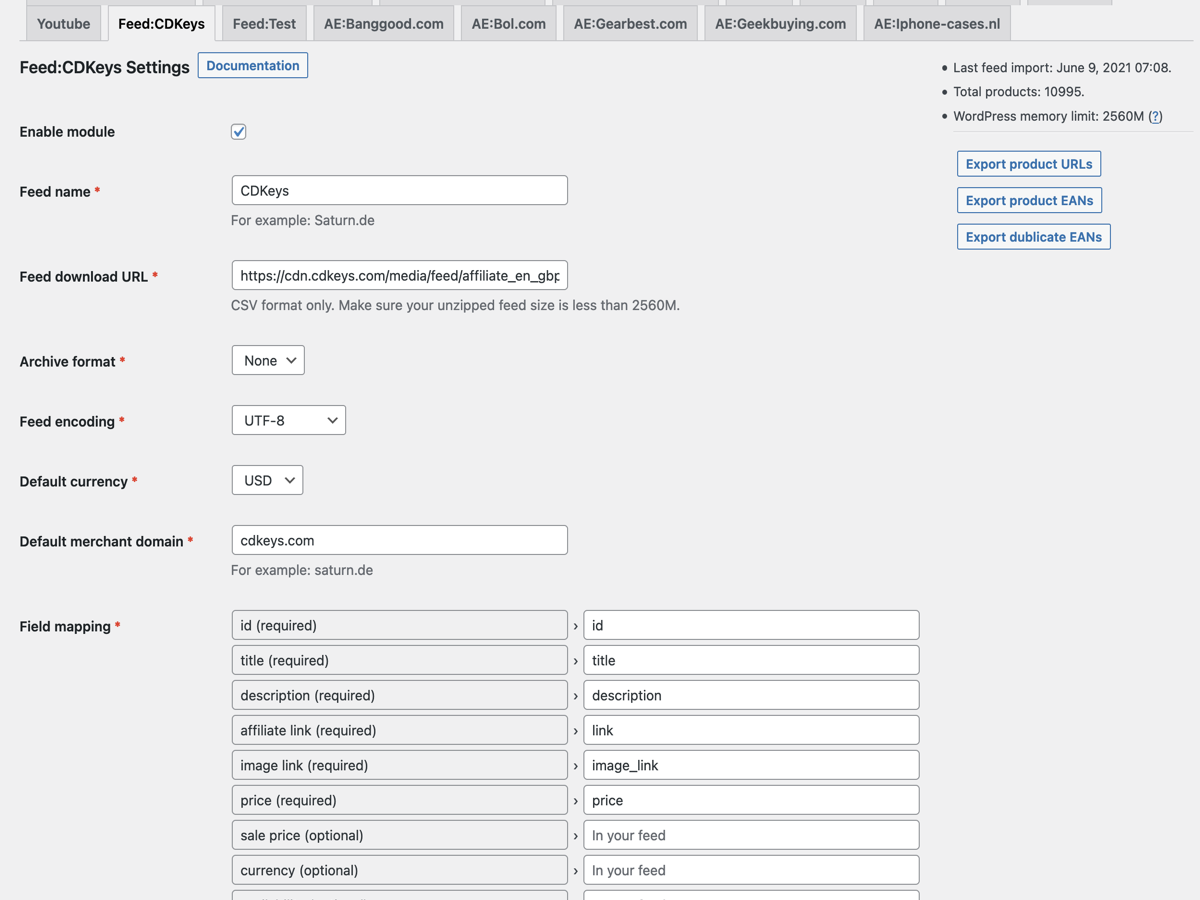 Youtube
Feed:CDKeys
Feed:Test
AE:Banggood.com
AE:Bol.com
AE:Gearbest.com
AE:Geekbuying.com
AE:Iphone-cases.nl
Feed:CDKeys Settings
Documentation
• Last feed import: June 9, 2021 07:08.
• Total products: 10995.
• WordPress memory limit: 2560M (?)
Export product URLs
Export product EANs
Export dublicate EANs
Enable module
Feed name *
CDKeys
For example: Saturn.de
Feed download URL *
https://cdn.cdkeys.com/media/feed/affiliate_en_gbp
CSV format only. Make sure your unzipped feed size is less than 2560M.
Archive format *
None
Feed encoding *
UTF-8
Default currency *
USD
Default merchant domain *
cdkeys.com
For example: saturn.de
Field mapping *
id (required) › id
title (required) › title
description (required) › description
affiliate link (required) › link
image link (required) › image_link
price (required) › price
sale price (optional) › In your feed
currency (optional) › In your feed